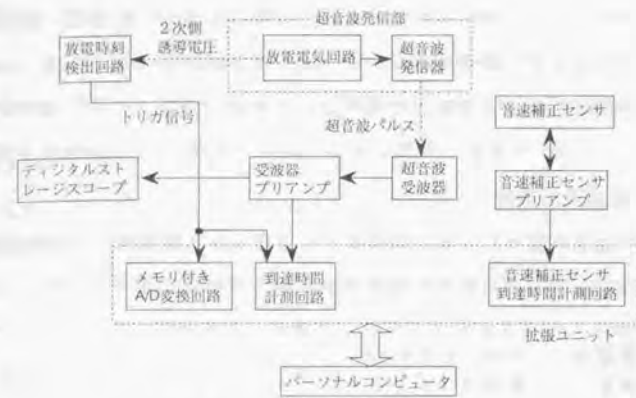 超音波発信部
2次側
誘導電圧
放電時刻
検出回路
放電電気回路
超音波
発信器
トリガ信号
超音波パルス
音速補正センサ
ディジタルスト
レージスコープ
受波器
プリアンプ
超音波
受波器
音速補正センサ
プリアンプ
メモリ付き
A/D変換回路
到達時間
計測回路
音速補正センサ
到達時間計測回路
拡張ユニット
パーソナルコンピュータ